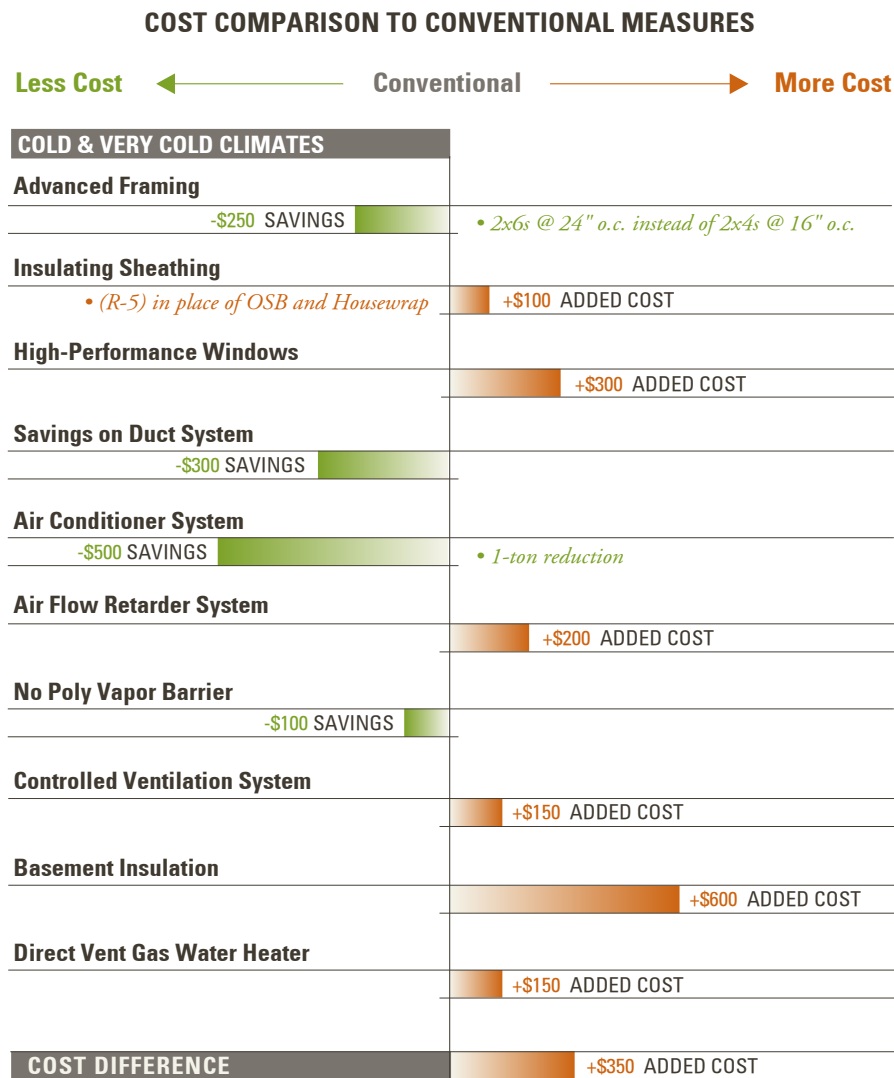 COST COMPARISON TO CONVENTIONAL MEASURES
Less Cost Conventional More Cost
COLD & VERY COLD CLIMATES
Advanced Framing
-$250 SAVINGS • 2x6s @ 24" o.c. instead of 2x4s @ 16" o.c.
Insulating Sheathing
• (R-5) in place of OSB and Housewrap +$100 ADDED COST
High-Performance Windows
+$300 ADDED COST
Savings on Duct System
-$300 SAVINGS
Air Conditioner System
-$500 SAVINGS • 1-ton reduction
Air Flow Retarder System
+$200 ADDED COST
No Poly Vapor Barrier
-$100 SAVINGS
Controlled Ventilation System
+$150 ADDED COST
Basement Insulation
+$600 ADDED COST
Direct Vent Gas Water Heater
+$150 ADDED COST
COST DIFFERENCE +$350 ADDED COST